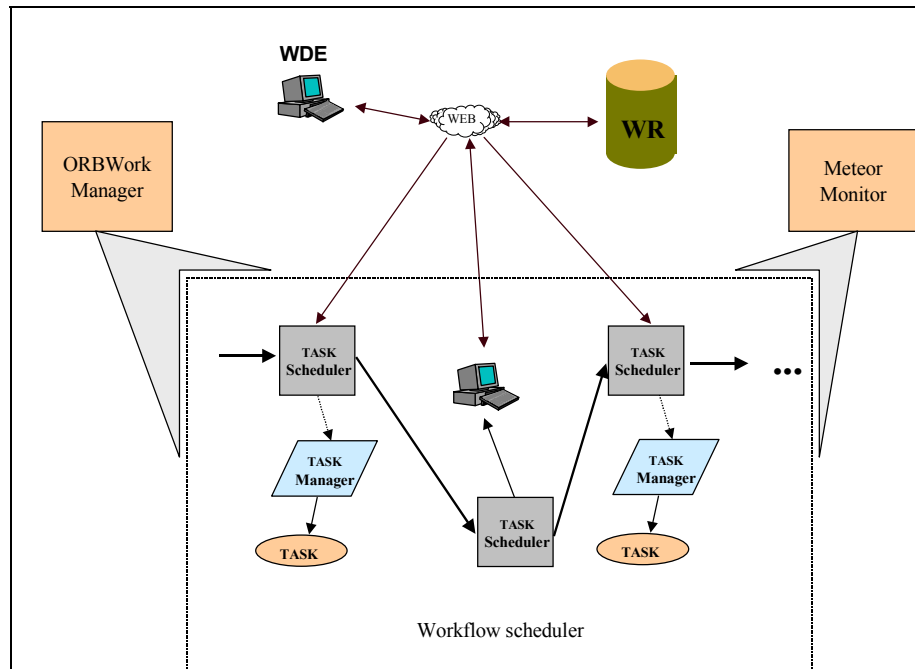 WDE
WEB
WR
ORBWork
Manager
Meteor
Monitor
TASK
Scheduler
TASK
Scheduler
...
TASK
Manager
TASK
Manager
TASK
Scheduler
TASK
TASK
Workflow scheduler